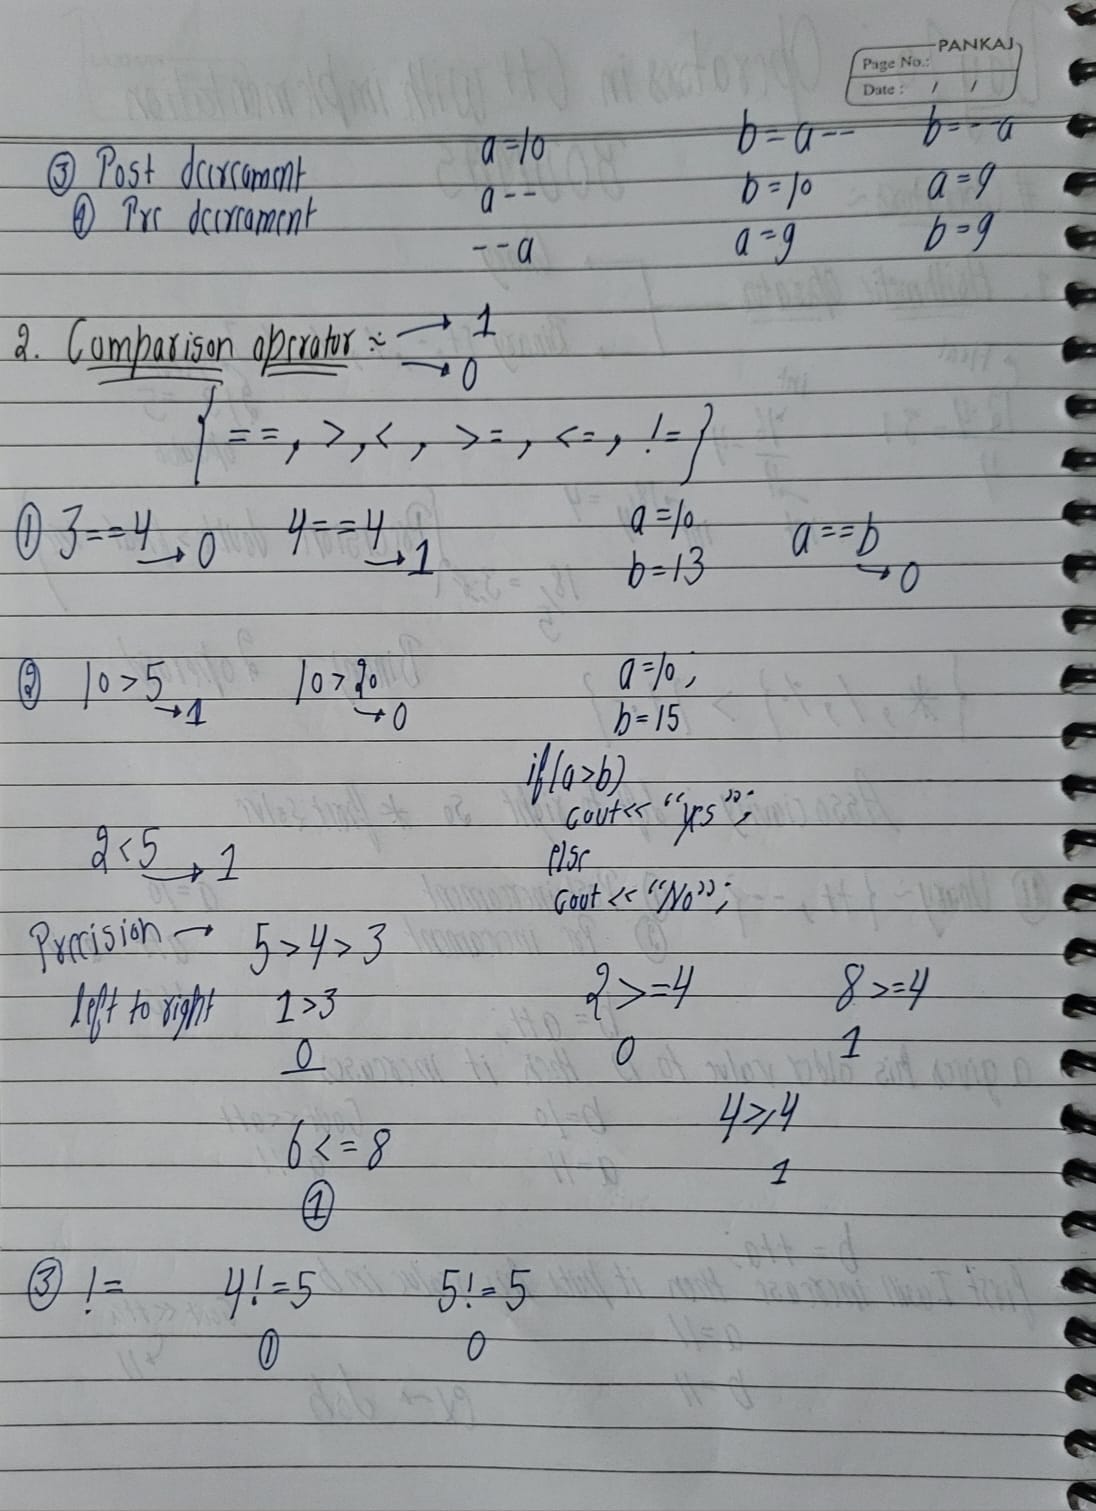 PANKAJ
Page No.:
Date : / /
③ Post decreament a=10 b=a-- b=--a
④ Pre decreament a-- b=10 a=9
--a a=9 b=9
2. Comparison operator :- → 1
→ 0
{ ==, >, <, >=, <=, != }
① 3==4 → 0 4==4 → 1 a=10 a==b → 0
b=13
② 10>5 → 1 10>20 → 0 a=10;
b=15
if(a>b)
cout<< "yes";
2<5 → 1 else
cout << "No";
Precision → 5>4>3
left to right 1>3 2>=4 8>=4
0 0 1
6<=8 4>=4
① 1
③ != 4!=5 5!=5
① 0